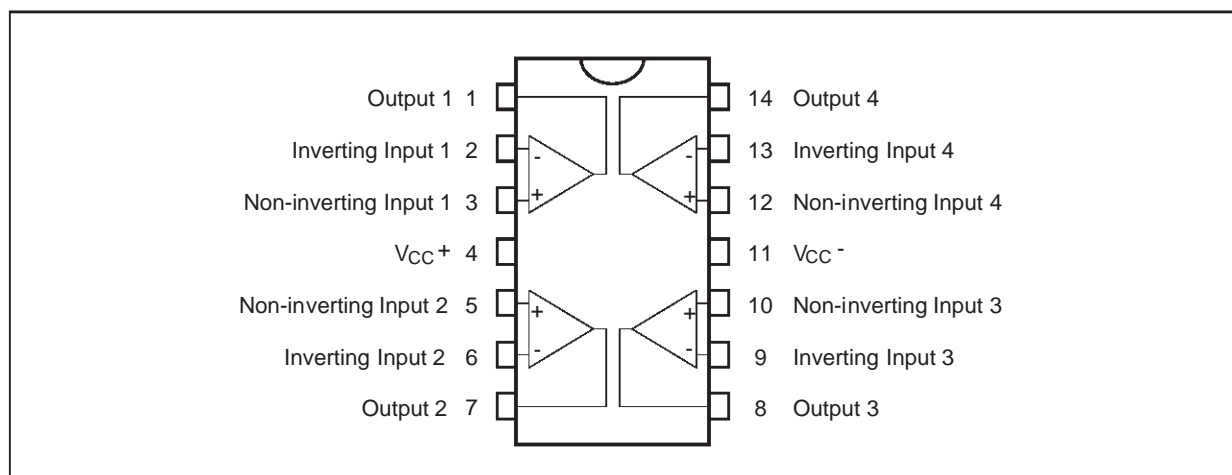 Output 1 1 14 Output 4
Inverting Input 1 2 - - 13 Inverting Input 4
Non-inverting Input 1 3 + + 12 Non-inverting Input 4
VCC + 4 11 VCC -
Non-inverting Input 2 5 + + 10 Non-inverting Input 3
Inverting Input 2 6 - - 9 Inverting Input 3
Output 2 7 8 Output 3